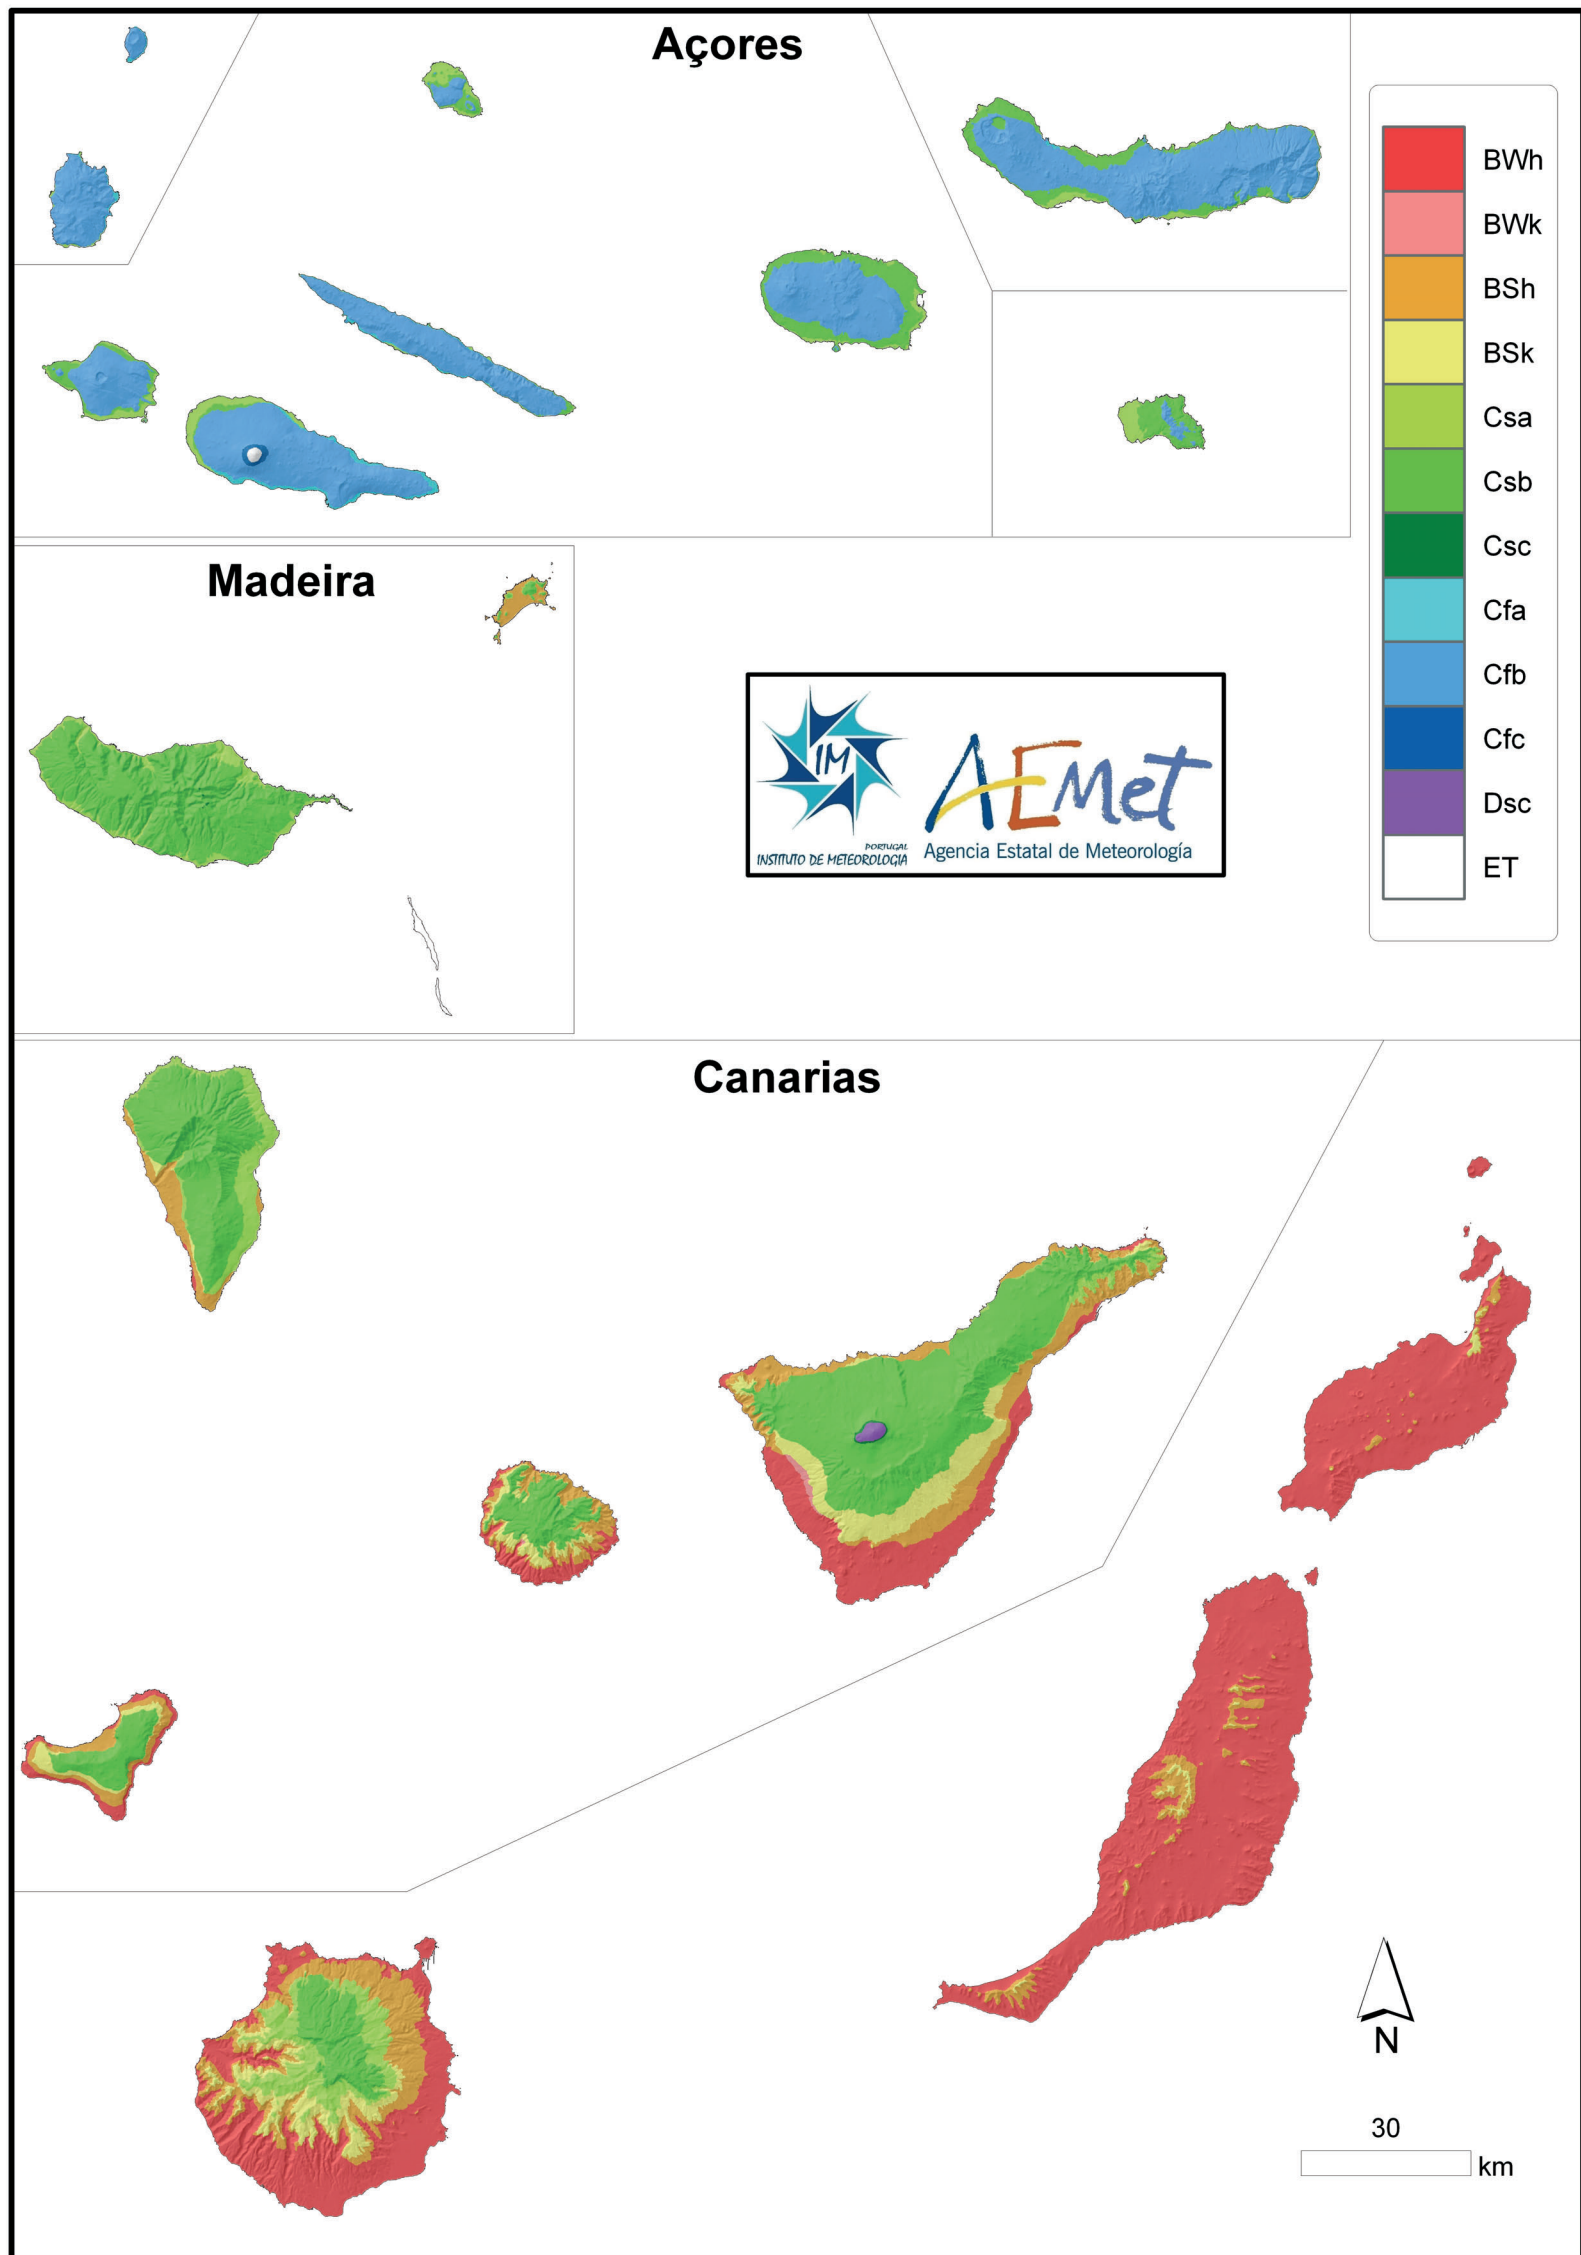 Açores
BWh
BWk
BSh
BSk
Csa
Csb
Csc
Cfa
Cfb
Cfc
Dsc
ET
Madeira
IM
PORTUGAL
INSTITUTO DE METEOROLOGIA
AEMet
Agencia Estatal de Meteorología
Canarias
N
30
km